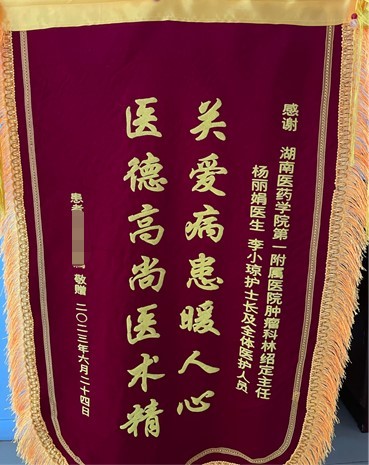 感谢 湖南医药学院第一附属医院肿瘤科林绍定主任
杨丽娟医生 李小琼护士长及全体医护人员
关爱病患暖人心
医德高尚医术精
患者 敬赠 二〇二三年六月二十四日